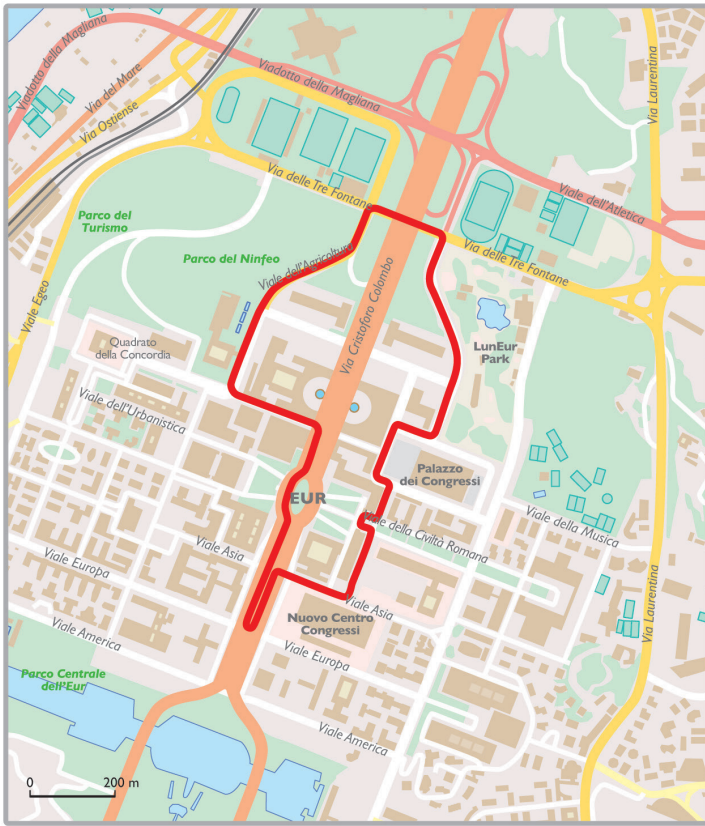 Viadotto della Magliana
Via del Mare
Via Ostiense
Viadotto della Magliana
Via Laurentina
Viale dell'Atletica
Via delle Tre Fontane
Parco del
Turismo
Parco del Ninfeo
Viale dell'Agricoltura
Via delle Tre Fontane
Viale Egeo
Via Cristoforo Colombo
Quadrato
della Concordia
LunEur
Park
Viale dell'Urbanistica
Palazzo
dei Congressi
EUR
Viale della Civiltà Romana
Viale della Musica
Viale Asia
Viale Europa
Viale Asia
Via Laurentina
Nuovo Centro
Congressi
Viale America
Viale Europa
Parco Centrale
dell'Eur
Viale America
0 200 m